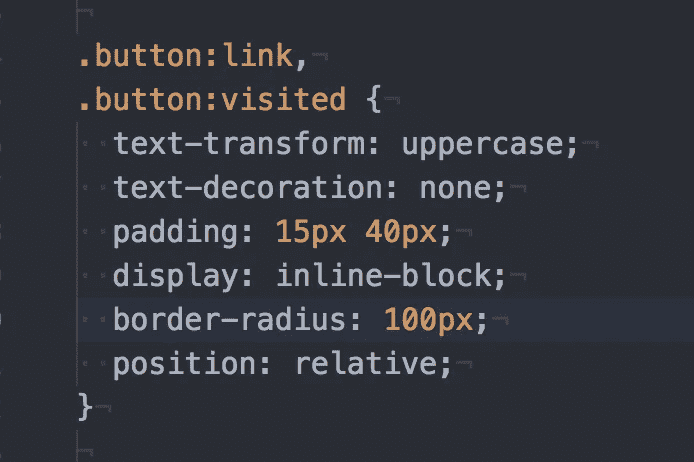 .button:link,
.button:visited {
text-transform: uppercase;
text-decoration: none;
padding: 15px 40px;
display: inline-block;
border-radius: 100px;
position: relative;
}